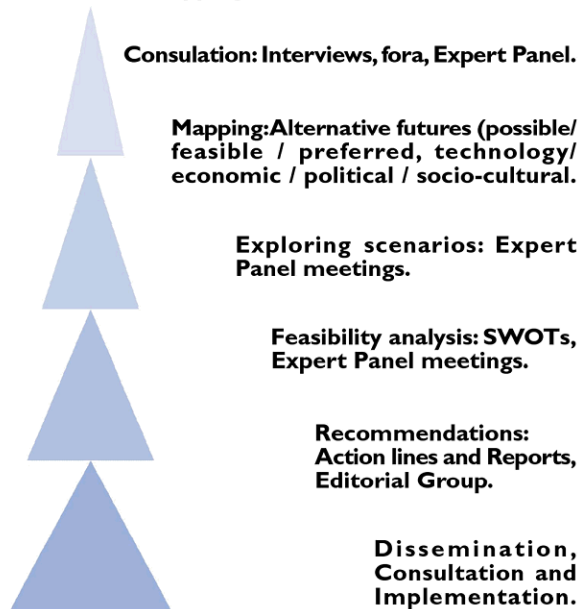 Consulation: Interviews, fora, Expert Panel.
Mapping:Alternative futures (possible/
feasible / preferred, technology/
economic / political / socio-cultural.
Exploring scenarios: Expert
Panel meetings.
Feasibility analysis: SWOTs,
Expert Panel meetings.
Recommendations:
Action lines and Reports,
Editorial Group.
Dissemination,
Consultation and
Implementation.